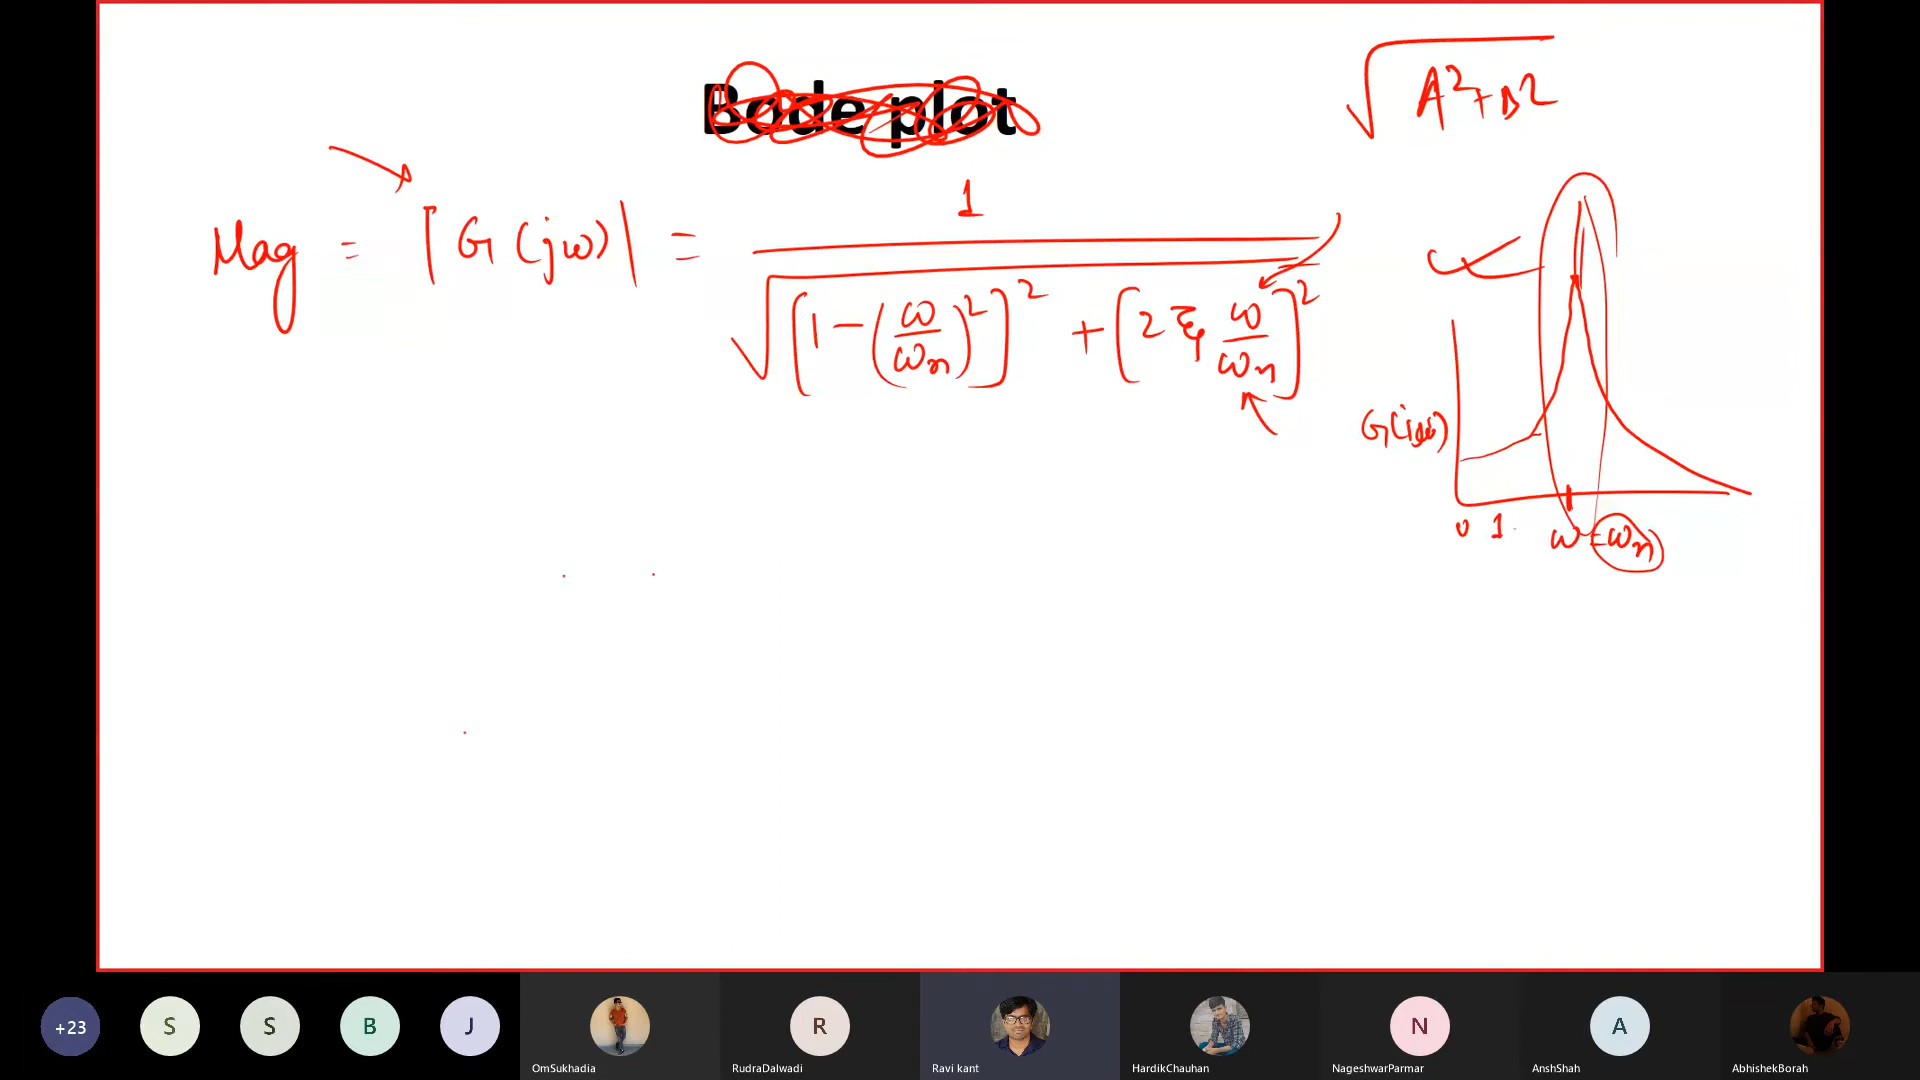 Bode plot
√A²+B²
Mag = |G(jω)| = 1 / √[1-(ω/ωn)²]² + [2ξ ω/ωn]²
G(jω)
0 1 ω = ωn
+23 S S B J R N A
OmSukhadia RudraDalwadi Ravi kant HardikChauhan NageshwarParmar AnshShah AbhishekBorah